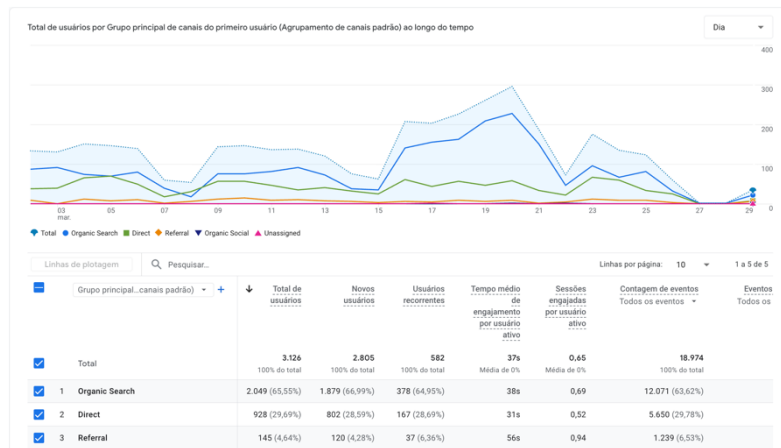 Total de usuários por Grupo principal de canais do primeiro usuário (Agrupamento de canais padrão) ao longo do tempo
Dia
400
300
200
100
0
03 05 07 09 11 13 15 17 19 21 23 25 27 29
mar.
Total Organic Search Direct Referral Organic Social Unassigned
Linhas de plotagem Pesquisar... Linhas por página: 10 1 a 5 de 5
Grupo principal...canais padrão) + ↓ Total de usuários Novos usuários Usuários recorrentes Tempo médio de engajamento por usuário ativo Sessões engajadas por usuário ativo Contagem de eventos Todos os eventos Eventos Todos os
Total 3.126 2.805 582 37s 0,65 18.974
100% do total 100% do total 100% do total Média de 0% Média de 0% 100% do total
1 Organic Search 2.049 (65,55%) 1.879 (66,99%) 378 (64,95%) 38s 0,69 12.071 (63,62%)
2 Direct 928 (29,69%) 802 (28,59%) 167 (28,69%) 31s 0,52 5.650 (29,78%)
3 Referral 145 (4,64%) 120 (4,28%) 37 (6,36%) 56s 0,94 1.239 (6,53%)